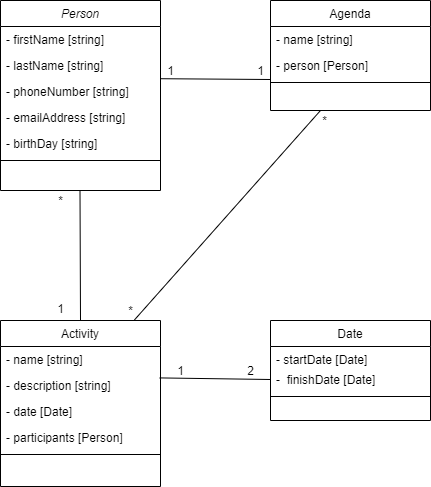 Person
- firstName [string]
- lastName [string]
- phoneNumber [string]
- emailAddress [string]
- birthDay [string]
Agenda
- name [string]
- person [Person]
1
1
*
*
1
*
Activity
- name [string]
- description [string]
- date [Date]
- participants [Person]
1
2
Date
- startDate [Date]
- finishDate [Date]